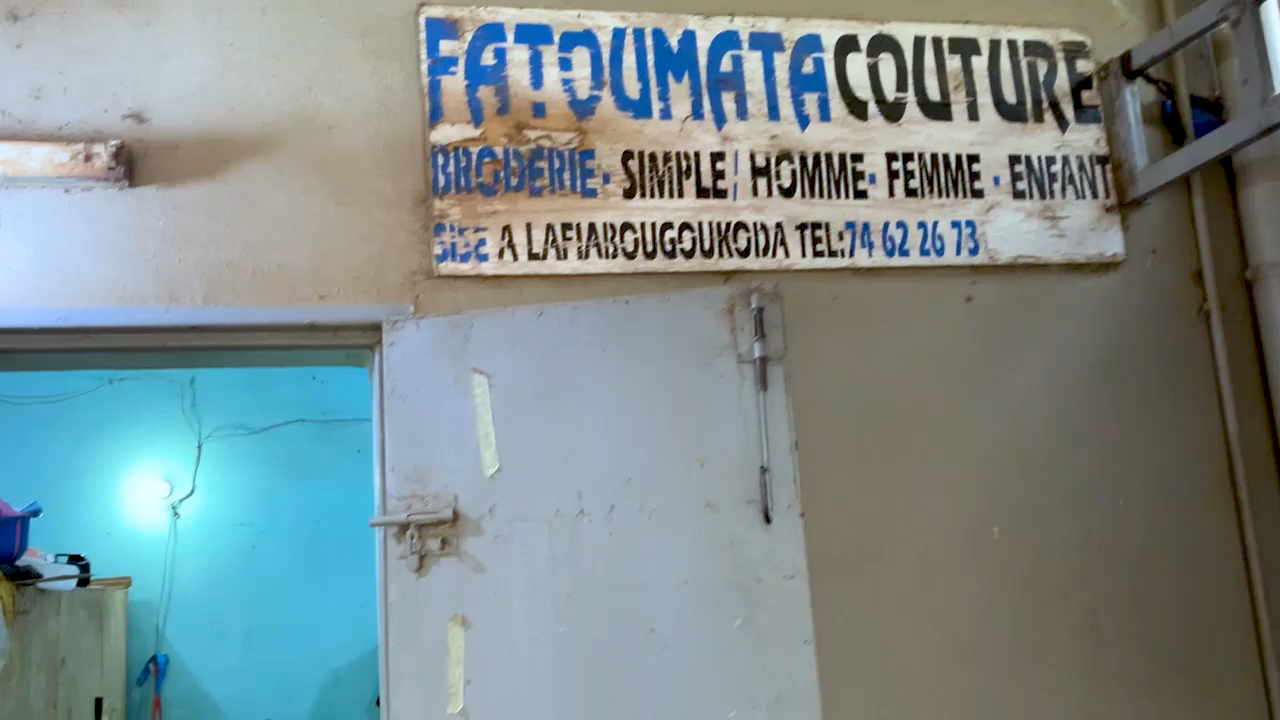 FATOUMATA COUTURE
BRODERIE · SIMPLE / HOMME · FEMME · ENFANT
SISE A LAFIABOUGOUKODA TEL:74 62 26 73